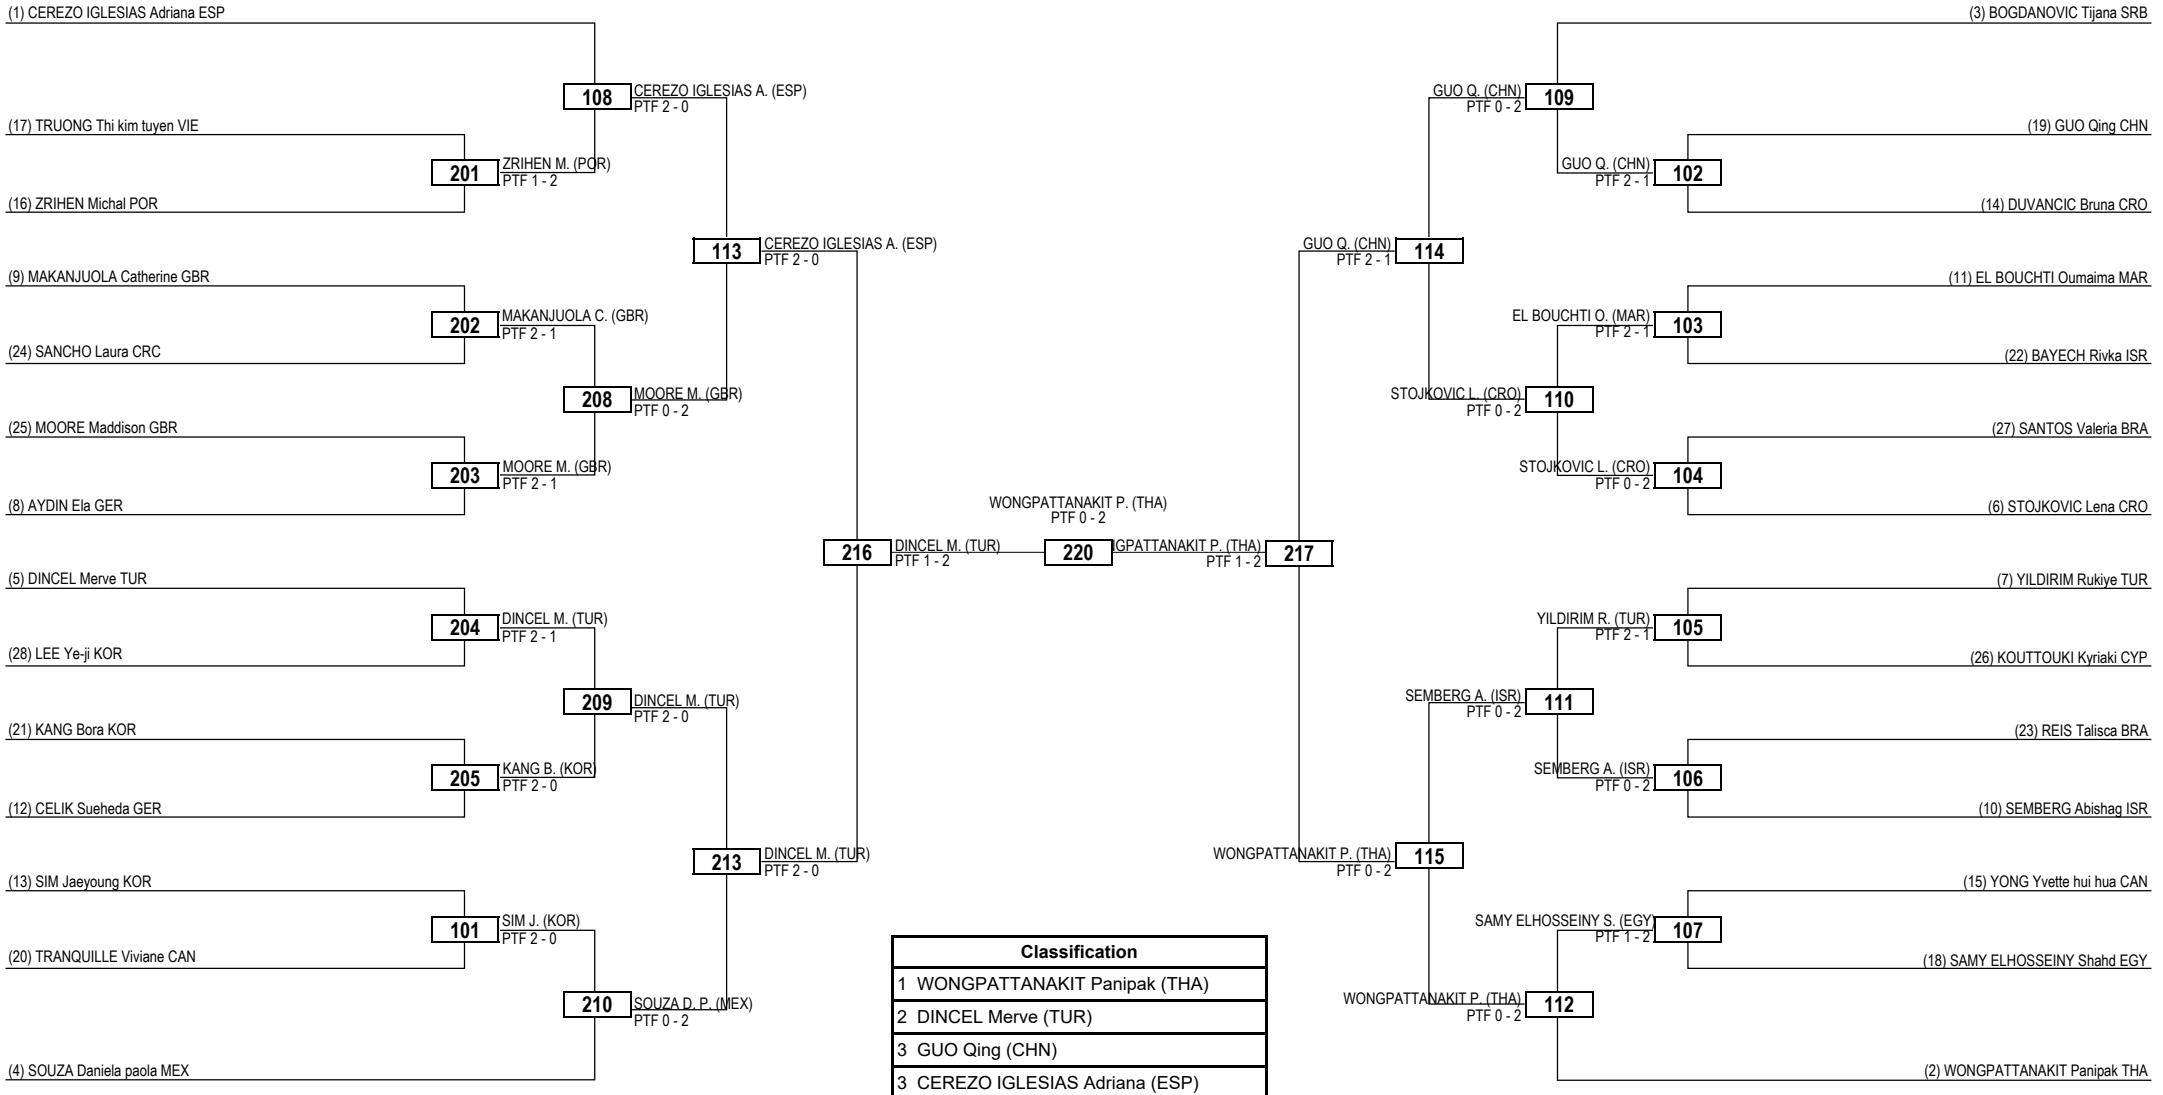 (1) CEREZO IGLESIAS Adriana ESP
108
CEREZO IGLESIAS A. (ESP)
PTF 2 - 0
(17) TRUONG Thi kim tuyen VIE
201
ZRIHEN M. (POR)
PTF 1 - 2
(16) ZRIHEN Michal POR
113
CEREZO IGLESIAS A. (ESP)
PTF 2 - 0
(9) MAKANJUOLA Catherine GBR
202
MAKANJUOLA C. (GBR)
PTF 2 - 1
(24) SANCHO Laura CRC
208
MOORE M. (GBR)
PTF 0 - 2
(25) MOORE Maddison GBR
203
MOORE M. (GBR)
PTF 2 - 1
(8) AYDIN Ela GER
216
DINCEL M. (TUR)
PTF 1 - 2
(5) DINCEL Merve TUR
204
DINCEL M. (TUR)
PTF 2 - 1
(28) LEE Ye-ji KOR
209
DINCEL M. (TUR)
PTF 2 - 0
(21) KANG Bora KOR
205
KANG B. (KOR)
PTF 2 - 0
(12) CELIK Sueheda GER
213
DINCEL M. (TUR)
PTF 2 - 0
(13) SIM Jaeyoung KOR
101
SIM J. (KOR)
PTF 2 - 0
(20) TRANQUILLE Viviane CAN
210
SOUZA D. P. (MEX)
PTF 0 - 2
(4) SOUZA Daniela paola MEX
WONGPATTANAKIT P. (THA)
PTF 0 - 2
220
(3) BOGDANOVIC Tijana SRB
GUO Q. (CHN)
PTF 0 - 2
109
(19) GUO Qing CHN
GUO Q. (CHN)
PTF 2 - 1
102
(14) DUVANCIC Bruna CRO
GUO Q. (CHN)
PTF 2 - 1
114
(11) EL BOUCHTI Oumaima MAR
EL BOUCHTI O. (MAR)
PTF 2 - 1
103
(22) BAYECH Rivka ISR
STOJKOVIC L. (CRO)
PTF 0 - 2
110
(27) SANTOS Valeria BRA
STOJKOVIC L. (CRO)
PTF 0 - 2
104
(6) STOJKOVIC Lena CRO
GPATTANAKIT P. (THA)
PTF 1 - 2
217
(7) YILDIRIM Rukiye TUR
YILDIRIM R. (TUR)
PTF 2 - 1
105
(26) KOUTTOUKI Kyriaki CYP
SEMBERG A. (ISR)
PTF 0 - 2
111
(23) REIS Talisca BRA
SEMBERG A. (ISR)
PTF 0 - 2
106
(10) SEMBERG Abishag ISR
WONGPATTANAKIT P. (THA)
PTF 0 - 2
115
(15) YONG Yvette hui hua CAN
SAMY ELHOSSEINY S. (EGY)
PTF 1 - 2
107
(18) SAMY ELHOSSEINY Shahd EGY
WONGPATTANAKIT P. (THA)
PTF 0 - 2
112
(2) WONGPATTANAKIT Panipak THA
Classification
1 WONGPATTANAKIT Panipak (THA)
2 DINCEL Merve (TUR)
3 GUO Qing (CHN)
3 CEREZO IGLESIAS Adriana (ESP)